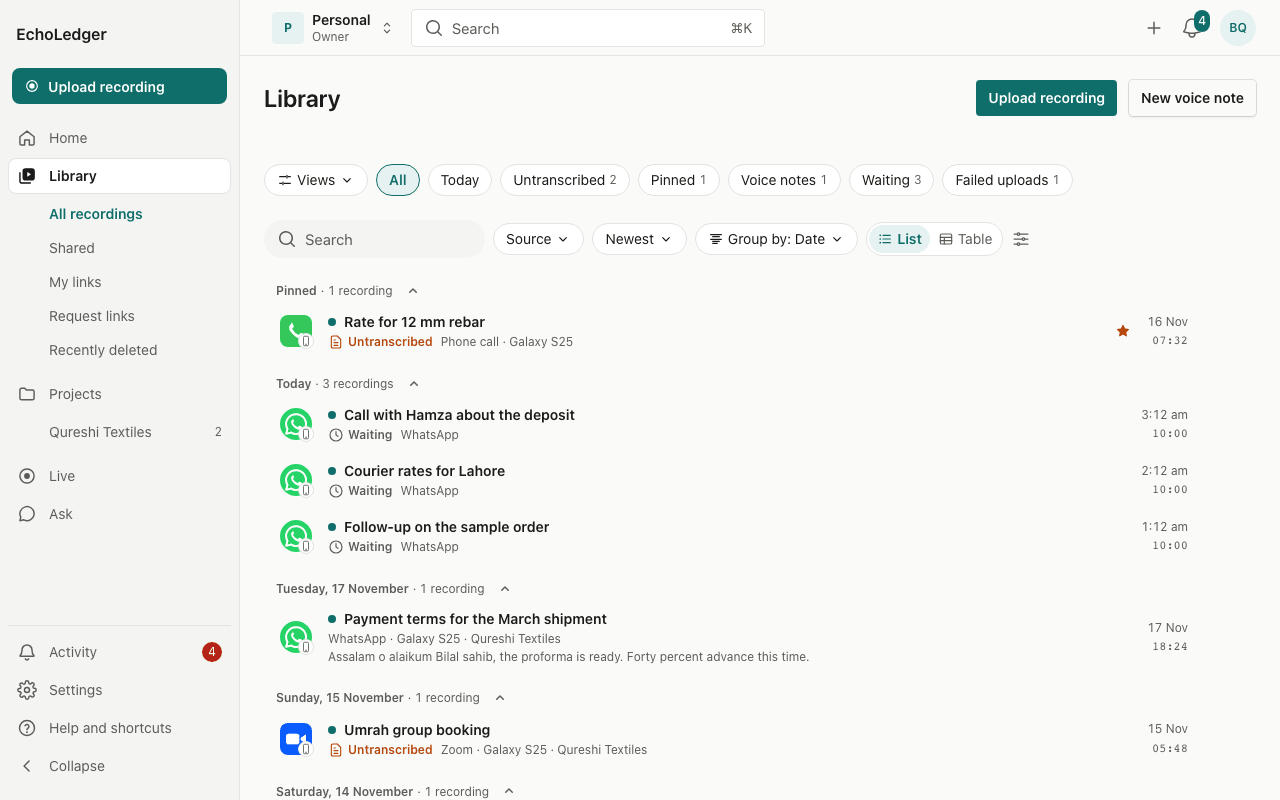 EchoLedger
Upload recording
Home
Library
All recordings
Shared
My links
Request links
Recently deleted
Projects
Qureshi Textiles 2
Live
Ask
Activity 4
Settings
Help and shortcuts
Collapse
P Personal
Owner
Search ⌘K
4
BQ
Library
Upload recording
New voice note
Views All Today Untranscribed 2 Pinned 1 Voice notes 1 Waiting 3 Failed uploads 1
Search Source Newest Group by: Date List Table
Pinned · 1 recording
Rate for 12 mm rebar 16 Nov
Untranscribed Phone call · Galaxy S25 07:32
Today · 3 recordings
Call with Hamza about the deposit 3:12 am
Waiting WhatsApp 10:00
Courier rates for Lahore 2:12 am
Waiting WhatsApp 10:00
Follow-up on the sample order 1:12 am
Waiting WhatsApp 10:00
Tuesday, 17 November · 1 recording
Payment terms for the March shipment 17 Nov
WhatsApp · Galaxy S25 · Qureshi Textiles 18:24
Assalam o alaikum Bilal sahib, the proforma is ready. Forty percent advance this time.
Sunday, 15 November · 1 recording
Umrah group booking 15 Nov
Untranscribed Zoom · Galaxy S25 · Qureshi Textiles 05:48
Saturday, 14 November · 1 recording